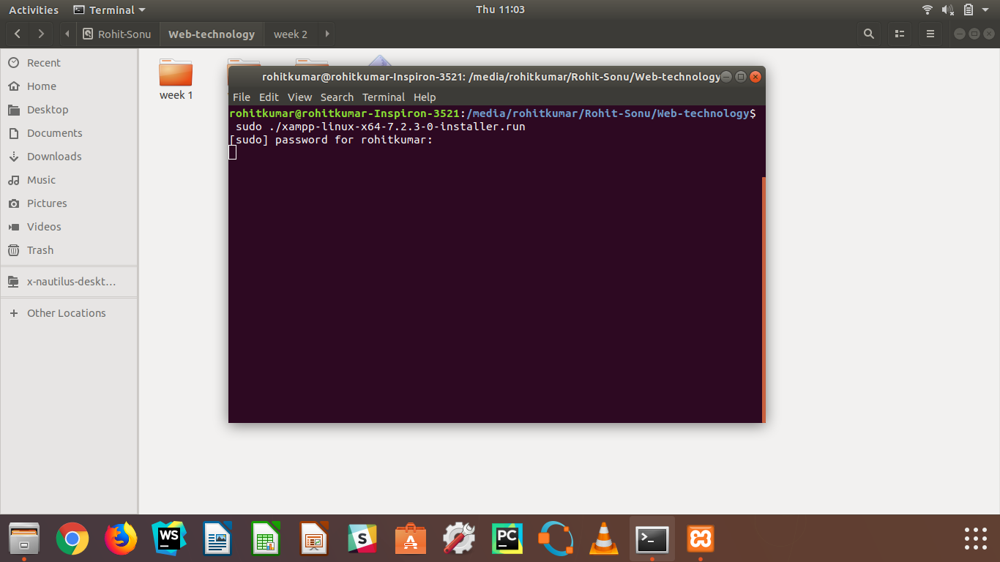 Activities Terminal Thu 11:03
Rohit-Sonu Web-technology week 2
Recent
Home
Desktop
Documents
Downloads
Music
Pictures
Videos
Trash
x-nautilus-deskt…
Other Locations
week 1
rohitkumar@rohitkumar-Inspiron-3521: /media/rohitkumar/Rohit-Sonu/Web-technology
File Edit View Search Terminal Help
rohitkumar@rohitkumar-Inspiron-3521:/media/rohitkumar/Rohit-Sonu/Web-technology$
sudo ./xampp-linux-x64-7.2.3-0-installer.run
[sudo] password for rohitkumar:
WS S A PC